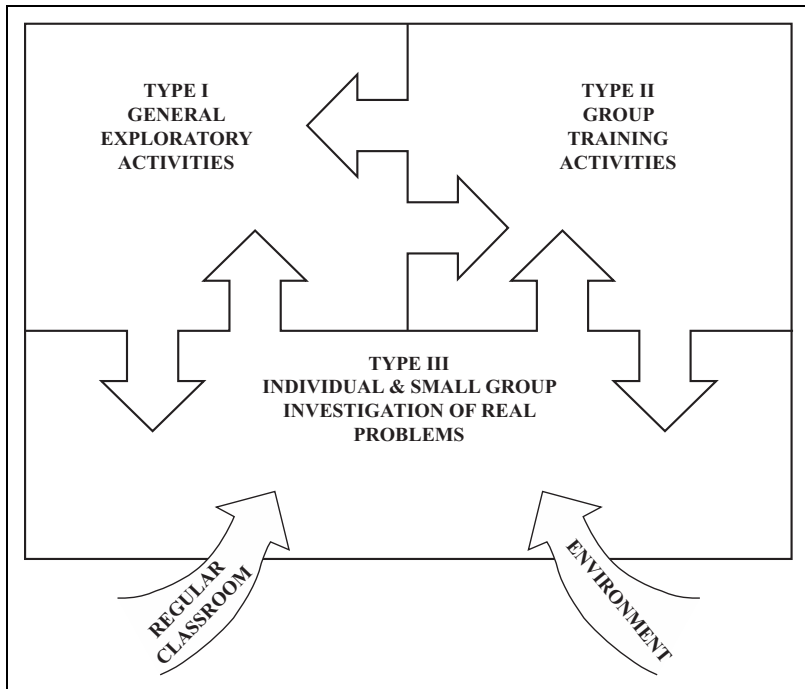 TYPE I
GENERAL
EXPLORATORY
ACTIVITIES
TYPE II
GROUP
TRAINING
ACTIVITIES
TYPE III
INDIVIDUAL & SMALL GROUP
INVESTIGATION OF REAL
PROBLEMS
REGULAR
CLASSROOM
ENVIRONMENT